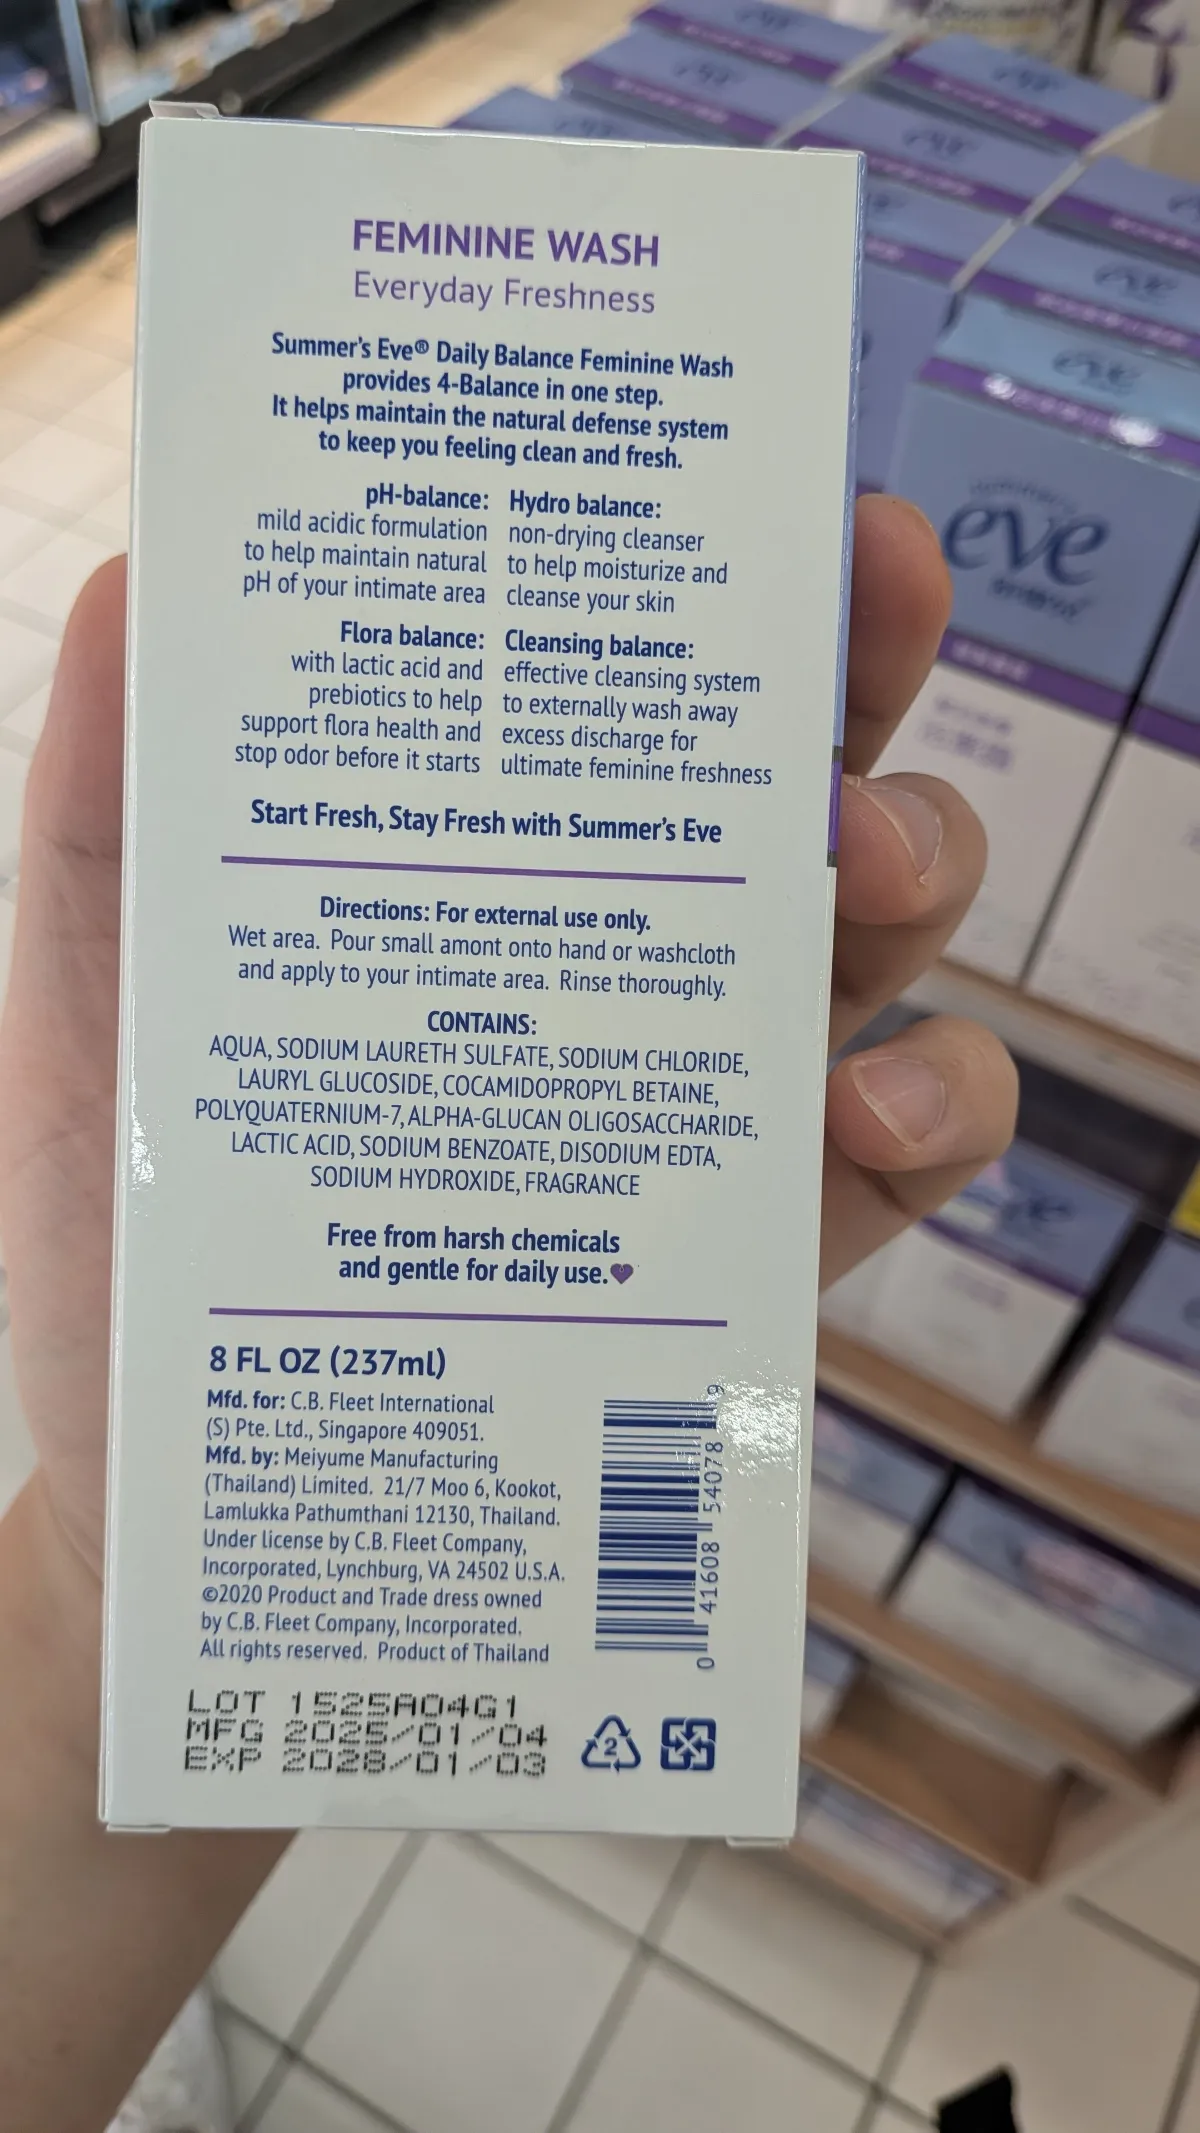 FEMININE WASH
Everyday Freshness
Summer's Eve® Daily Balance Feminine Wash
provides 4-Balance in one step.
It helps maintain the natural defense system
to keep you feeling clean and fresh.
pH-balance:
mild acidic formulation
to help maintain natural
pH of your intimate area
Hydro balance:
non-drying cleanser
to help moisturize and
cleanse your skin
Flora balance:
with lactic acid and
prebiotics to help
support flora health and
stop odor before it starts
Cleansing balance:
effective cleansing system
to externally wash away
excess discharge for
ultimate feminine freshness
Start Fresh, Stay Fresh with Summer's Eve
Directions: For external use only.
Wet area. Pour small amont onto hand or washcloth
and apply to your intimate area. Rinse thoroughly.
CONTAINS:
AQUA, SODIUM LAURETH SULFATE, SODIUM CHLORIDE,
LAURYL GLUCOSIDE, COCAMIDOPROPYL BETAINE,
POLYQUATERNIUM-7, ALPHA-GLUCAN OLIGOSACCHARIDE,
LACTIC ACID, SODIUM BENZOATE, DISODIUM EDTA,
SODIUM HYDROXIDE, FRAGRANCE
Free from harsh chemicals
and gentle for daily use.
8 FL OZ (237ml)
Mfd. for: C.B. Fleet International
(S) Pte. Ltd., Singapore 409051.
Mfd. by: Meiyume Manufacturing
(Thailand) Limited. 21/7 Moo 6, Kookot,
Lamlukka Pathumthani 12130, Thailand.
Under license by C.B. Fleet Company,
Incorporated, Lynchburg, VA 24502 U.S.A.
©2020 Product and Trade dress owned
by C.B. Fleet Company, Incorporated.
All rights reserved. Product of Thailand
0 41608 54078 9
LOT 1525A04G1
MFG 2025/01/04
EXP 2028/01/03
2
summer's
eve